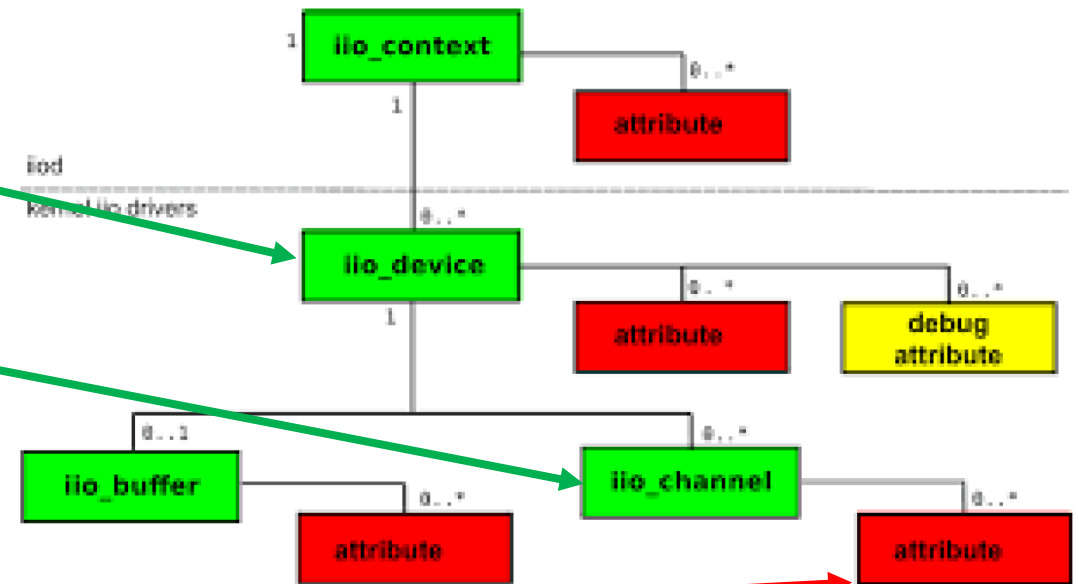 1
iio_context
0..*
1
attribute
iiod
kernel iio drivers
0..*
iio_device
0..*
0..*
1
attribute
debug
attribute
0..1
0..*
iio_buffer
iio_channel
0..*
0..*
attribute
attribute